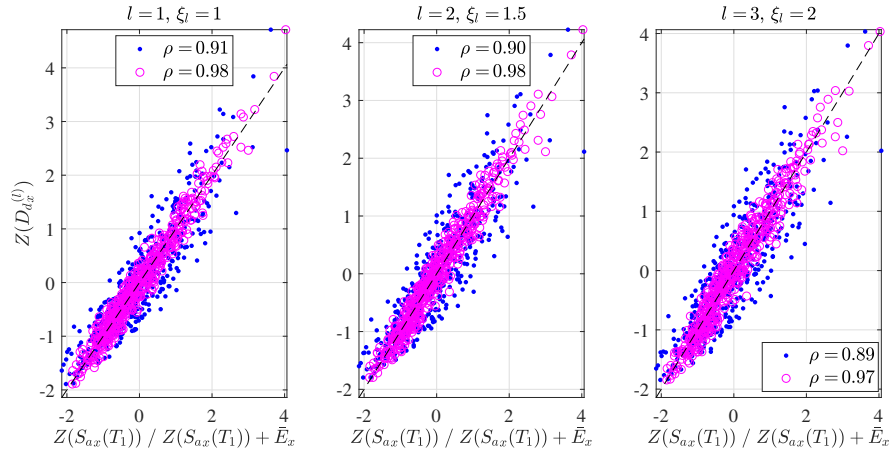 l = 1, ξ_l = 1
l = 2, ξ_l = 1.5
l = 3, ξ_l = 2
ρ = 0.91
ρ = 0.98
ρ = 0.90
ρ = 0.98
ρ = 0.89
ρ = 0.97
Z(D_{d_x^{(l)}})
4
3
2
1
0
-1
-2
4
3
2
1
0
-1
-2
4
3
2
1
0
-1
-2
-2 0 2 4
-2 0 2 4
-2 0 2 4
Z(S_{ax}(T_1)) / Z(S_{ax}(T_1)) + Ē_x
Z(S_{ax}(T_1)) / Z(S_{ax}(T_1)) + Ē_x
Z(S_{ax}(T_1)) / Z(S_{ax}(T_1)) + Ē_x